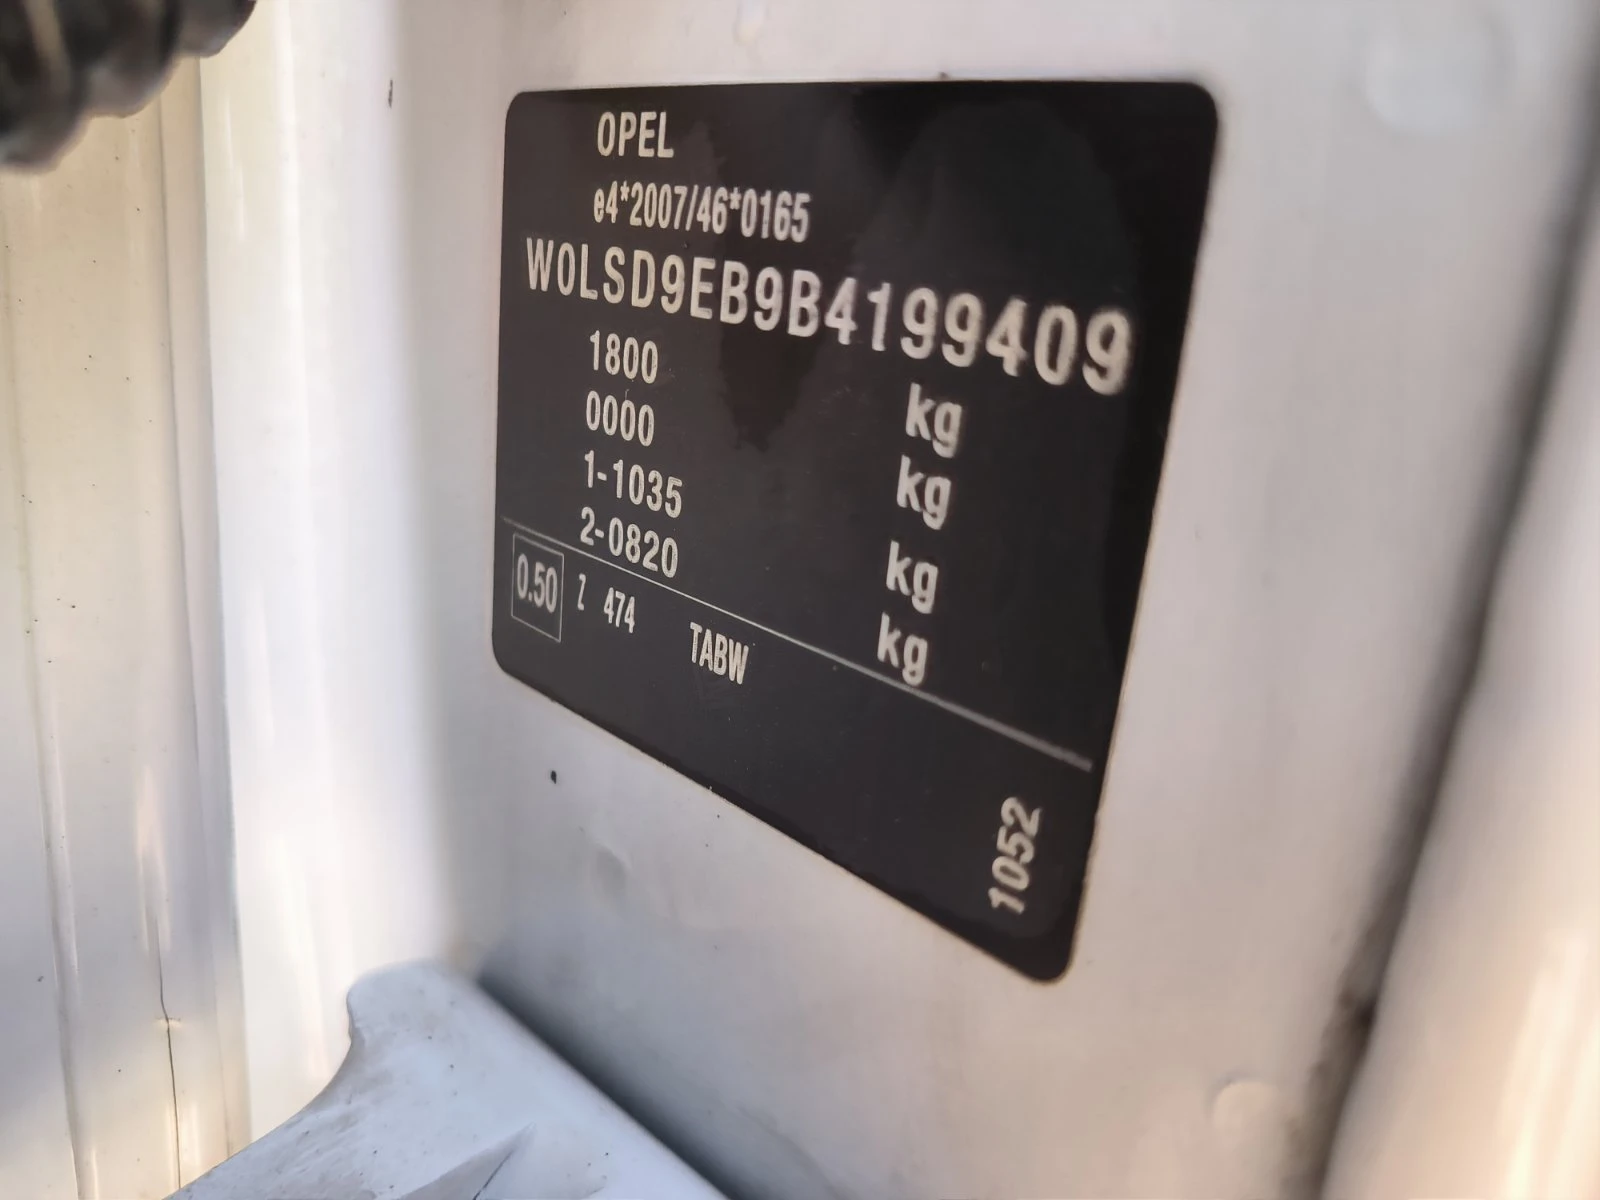 OPEL
e4*2007/46*0165
W0LSD9EB9B4199409
1800 kg
0000 kg
1-1035 kg
2-0820 kg
0.50 Z 474 TABW
1052